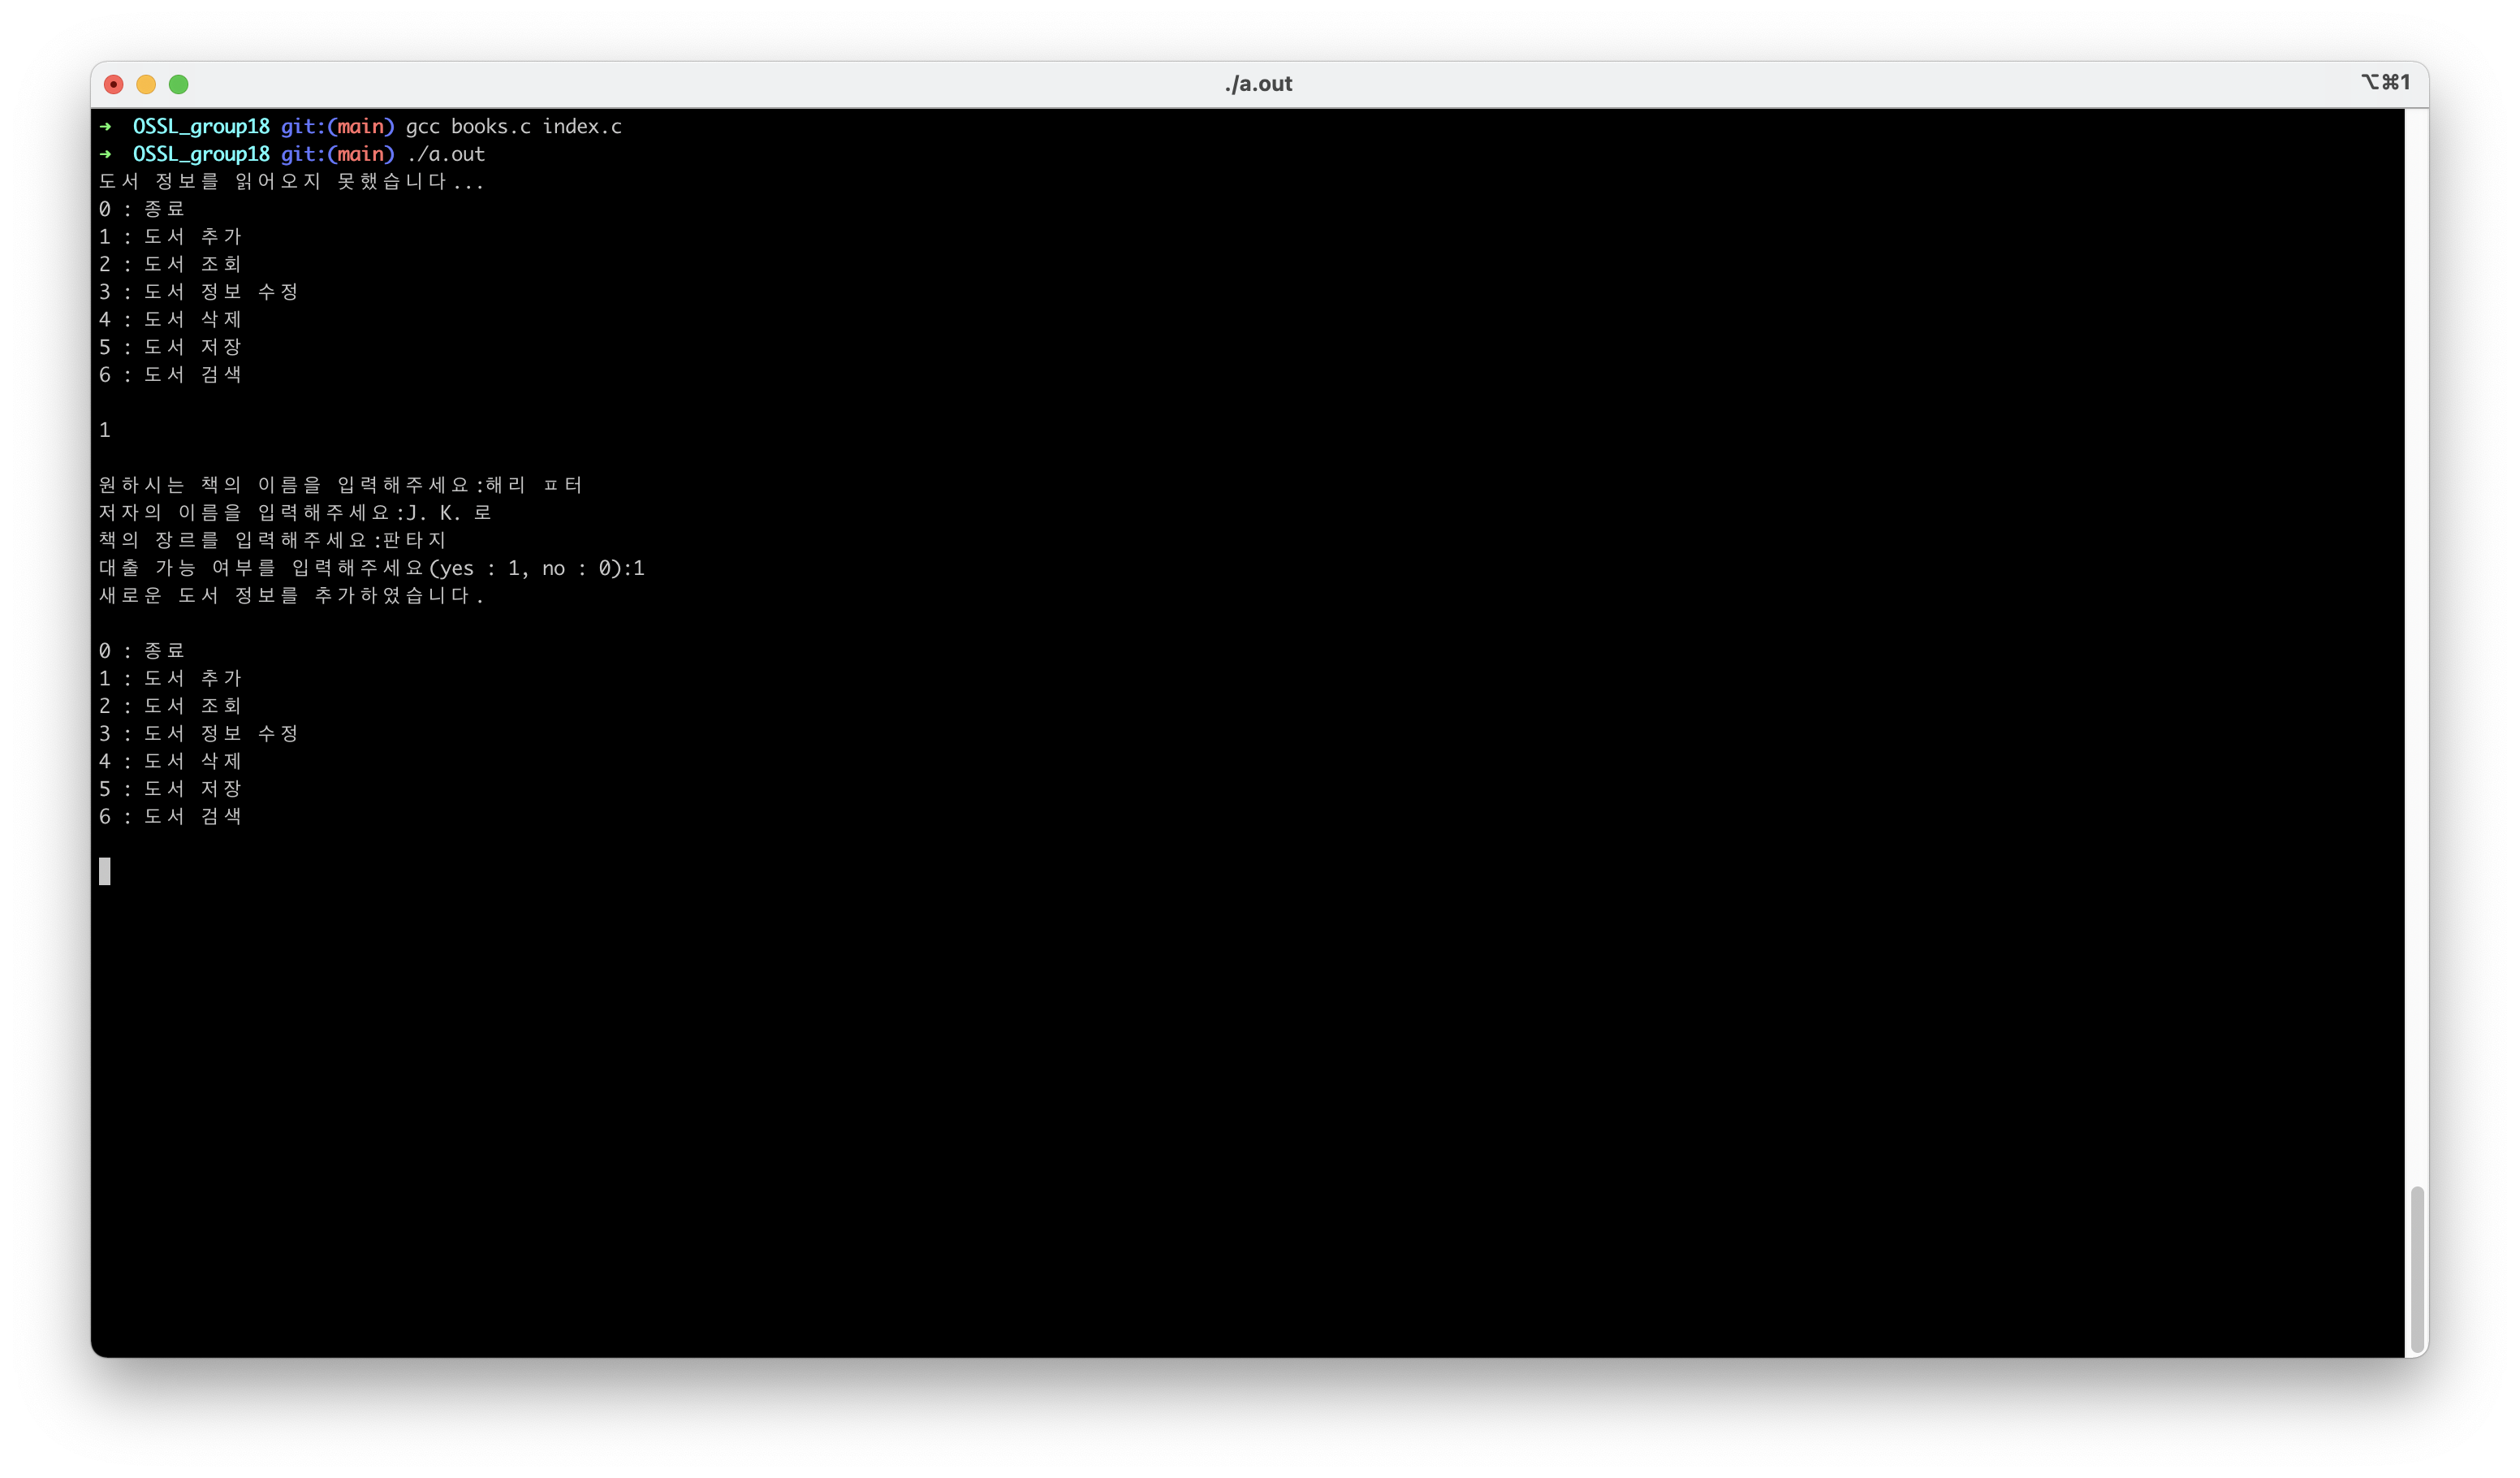 ./a.out
⌥⌘1
➜ OSSL_group18 git:(main) gcc books.c index.c
➜ OSSL_group18 git:(main) ./a.out
도서 정보를 읽어오지 못했습니다...
0 : 종료
1 : 도서 추가
2 : 도서 조회
3 : 도서 정보 수정
4 : 도서 삭제
5 : 도서 저장
6 : 도서 검색
1
원하시는 책의 이름을 입력해주세요:해리 ㅍ터
저자의 이름을 입력해주세요:J. K. 로
책의 장르를 입력해주세요:판타지
대출 가능 여부를 입력해주세요(yes : 1, no : 0):1
새로운 도서 정보를 추가하였습니다.
0 : 종료
1 : 도서 추가
2 : 도서 조회
3 : 도서 정보 수정
4 : 도서 삭제
5 : 도서 저장
6 : 도서 검색